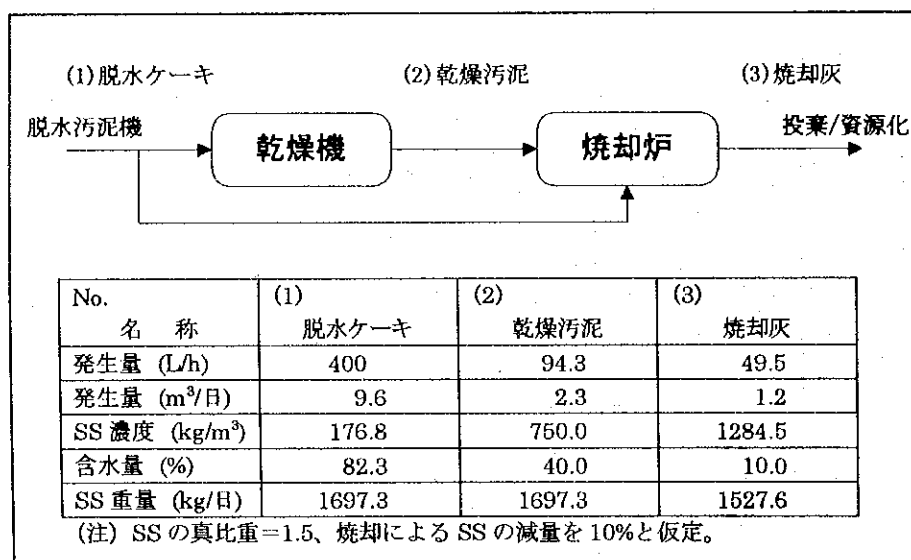 (1)脱水ケーキ (2)乾燥汚泥 (3)焼却灰
脱水汚泥機 乾燥機 焼却炉 投棄/資源化
No. (1) (2) (3)
名 称 脱水ケーキ 乾燥汚泥 焼却灰
発生量 (L/h) 400 94.3 49.5
発生量 (m³/日) 9.6 2.3 1.2
SS 濃度 (kg/m³) 176.8 750.0 1284.5
含水量 (%) 82.3 40.0 10.0
SS 重量 (kg/日) 1697.3 1697.3 1527.6
(注) SS の真比重=1.5、焼却による SS の減量を 10%と仮定。